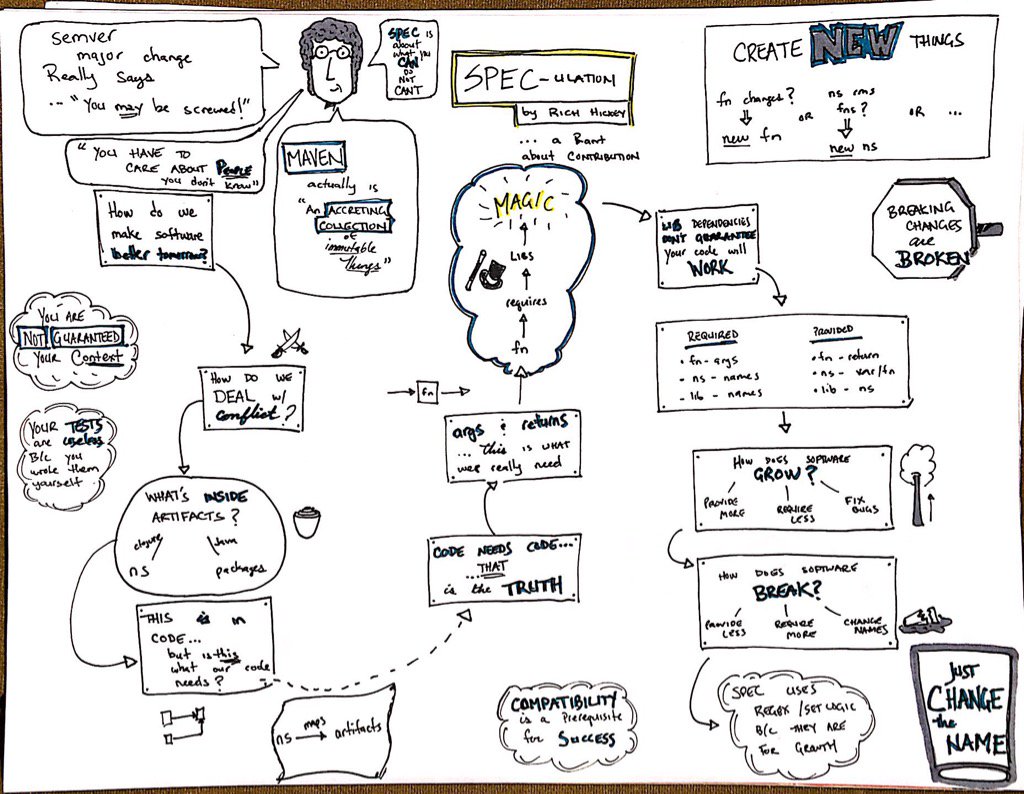 semver
major change
Really Says
... "You may be screwed!"
SPEC is
about
what you
CAN
DO
NOT
CAN'T
"YOU HAVE TO
CARE ABOUT PEOPLE
you don't know"
MAVEN
actually is
"An ACCRETING
COLLECTION
of
immutable
Things"
SPEC-ULATION
by RICH HICKEY
... a Rant
about CONTRIBUTION
CREATE NEW THINGS
fn changes?
new fn
OR
ns rms
fns?
new ns
OR ...
How do we
make software
better tomorrow?
YOU ARE
NOT GUARANTEED
YOUR Context
YOUR TESTS
are useless
B/c you
wrote them
yourself.
HOW DO WE
DEAL w/
conflict?
WHAT'S INSIDE
ARTIFACTS?
clojure
Java
ns
packages
THIS is in
CODE...
but is this
what our code
needs?
ns maps artifacts
CODE NEEDS CODE...
...THAT
is the TRUTH
args & returns
...this is WHAT
we really need
fn
MAGIC
LIBS
requires
fn
LIB DEPENDENCIES
DON'T GUARANTEE
your code will
WORK
BREAKING
CHANGES
are
BROKEN
REQUIRED
• fn - args
• ns - names
• lib - names
PROVIDED
• fn - return
• ns - var/fn
• lib - ns
HOW DOES SOFTWARE
GROW?
PROVIDE
MORE
REQUIRE
LESS
FIX
BUGS
HOW DOES SOFTWARE
BREAK?
PROVIDE
LESS
REQUIRE
MORE
CHANGE
NAMES
COMPATIBILITY
is a Prerequisite
for SUCCESS
SPEC USES
REGEX/SET LOGIC
B/C THEY ARE
FOR GROWTH
JUST
CHANGE
the
NAME